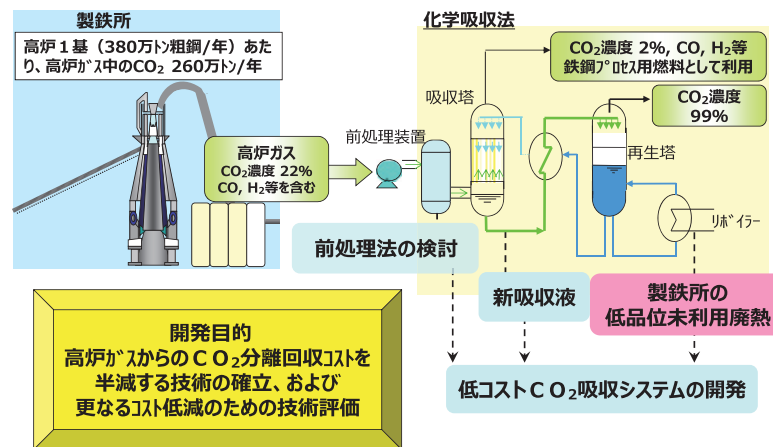 製鉄所
高炉１基（380万トン粗鋼/年）あた
り、高炉ｶﾞｽ中のCO₂ 260万トン/年
高炉ガス
CO₂濃度 22%
CO, H₂等を含む
化学吸収法
CO₂濃度 2%, CO, H₂等
鉄鋼ﾌﾟﾛｾｽ用燃料として利用
吸収塔
CO₂濃度
99%
前処理装置
再生塔
ﾘﾎﾞｲﾗｰ
前処理法の検討
新吸収液
製鉄所の
低品位未利用廃熱
開発目的
高炉ｶﾞｽからのＣＯ₂分離回収ｺｽﾄを
半減する技術の確立、および
更なるｺｽﾄ低減のための技術評価
低コストＣＯ₂吸収システムの開発